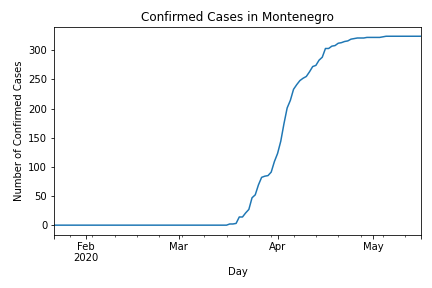 Confirmed Cases in Montenegro
Number of Confirmed Cases
300
250
200
150
100
50
0
Feb Mar Apr May
2020
Day